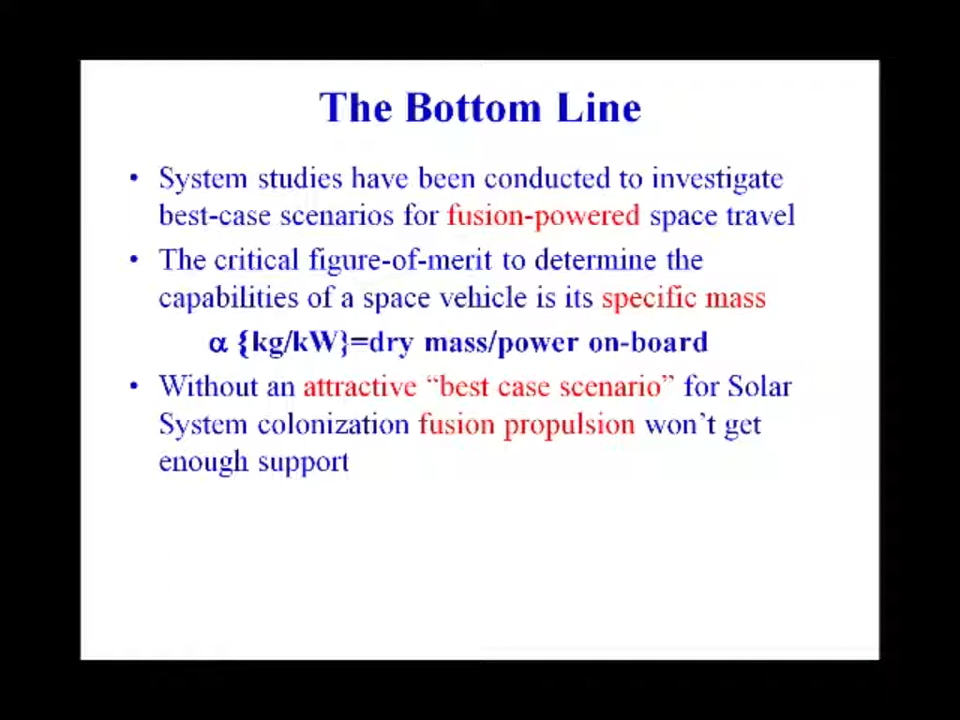 The Bottom Line
• System studies have been conducted to investigate
best-case scenarios for fusion-powered space travel
• The critical figure-of-merit to determine the
capabilities of a space vehicle is its specific mass
α {kg/kW}=dry mass/power on-board
• Without an attractive “best case scenario” for Solar
System colonization fusion propulsion won’t get
enough support